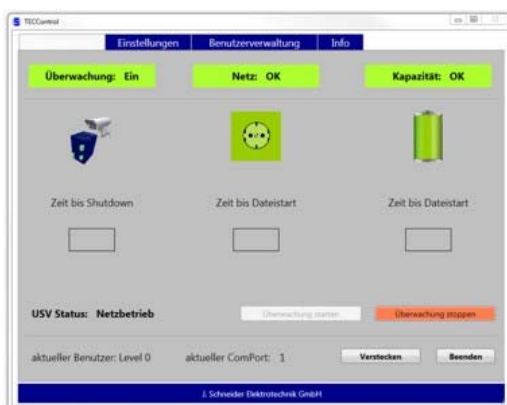 TECControl
Einstellungen Benutzerverwaltung Info
Überwachung: Ein Netz: OK Kapazität: OK
Zeit bis Shutdown Zeit bis Dateistart Zeit bis Dateistart
USV Status: Netzbetrieb Überwachung starten Überwachung stoppen
aktueller Benutzer: Level 0 aktueller ComPort: 1 Verstecken Beenden
J. Schneider Elektrotechnik GmbH